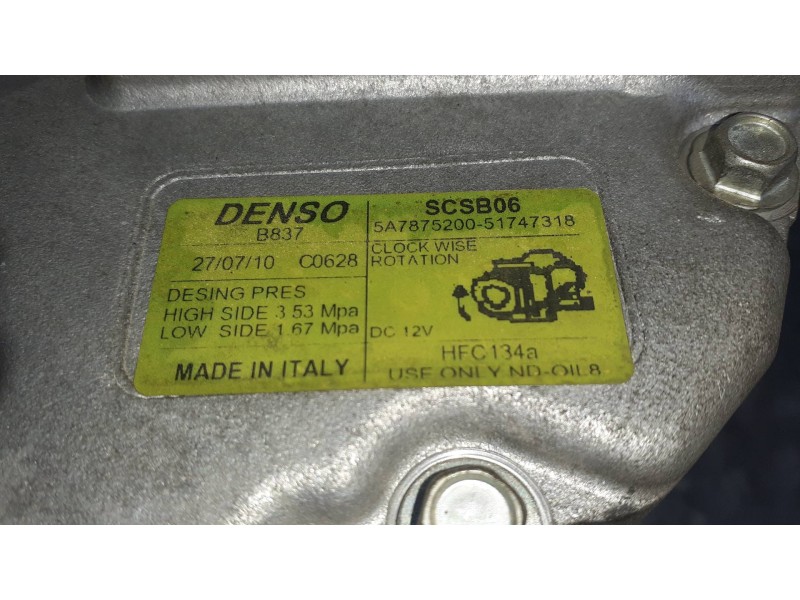 DENSO
B837
27/07/10 C0628
DESING PRES
HIGH SIDE 3.53 Mpa
LOW SIDE 1.67 Mpa
MADE IN ITALY
SCSB06
5A7875200-51747318
CLOCK WISE
ROTATION
DC 12V
HFC134a
USE ONLY ND-OIL8